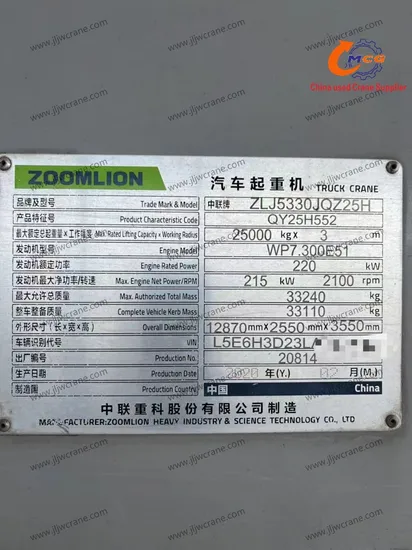 www.jljwcrane.com
MCG
China used Crane Supplier
ZOOMLION 汽车起重机 TRUCK CRANE
品牌及型号 Trade Mark & Model 中联牌 ZLJ5330JQZ25H
产品特征号 Product Characteristic Code QY25H552
最大额定总起重量×工作幅度 Rated Lifting Capacity × Working Radius 25000 kg × 3 m
发动机型号 Engine Model WP7.300E51
发动机额定功率 Engine Rated Power 220 kW
发动机最大净功率/转速 Max. Engine Net Power/RPM 215 kW 2100 rpm
最大允许总质量 Max. Authorized Total Mass 33240 kg
整车整备质量 Complete Vehicle Kerb Mass 33110 kg
外形尺寸(长×宽×高) Overall Dimensions 12870mm×2550mm×3550mm
车辆识别代号 VIN L5E6H3D23L
出厂编号 Production No. 20814
生产日期 Production Date 2020 年(Y.) 02 月(M.)
制造国 Production Country 中国 China
中联重科股份有限公司制造
MANUFACTURER:ZOOMLION HEAVY INDUSTRY & SCIENCE TECHNOLOGY CO., LTD.